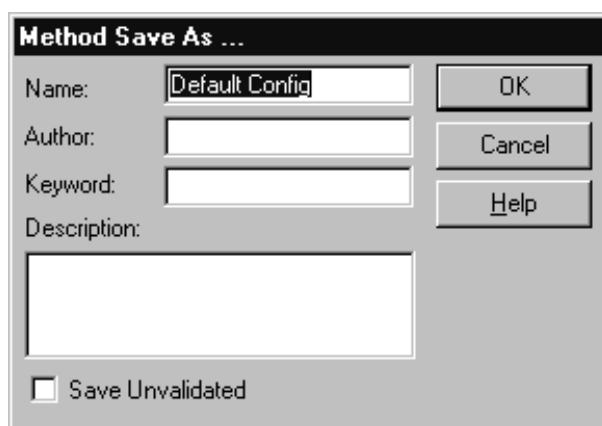 Method Save As ...
Name: Default Config OK
Author: Cancel
Keyword: Help
Description:
Save Unvalidated